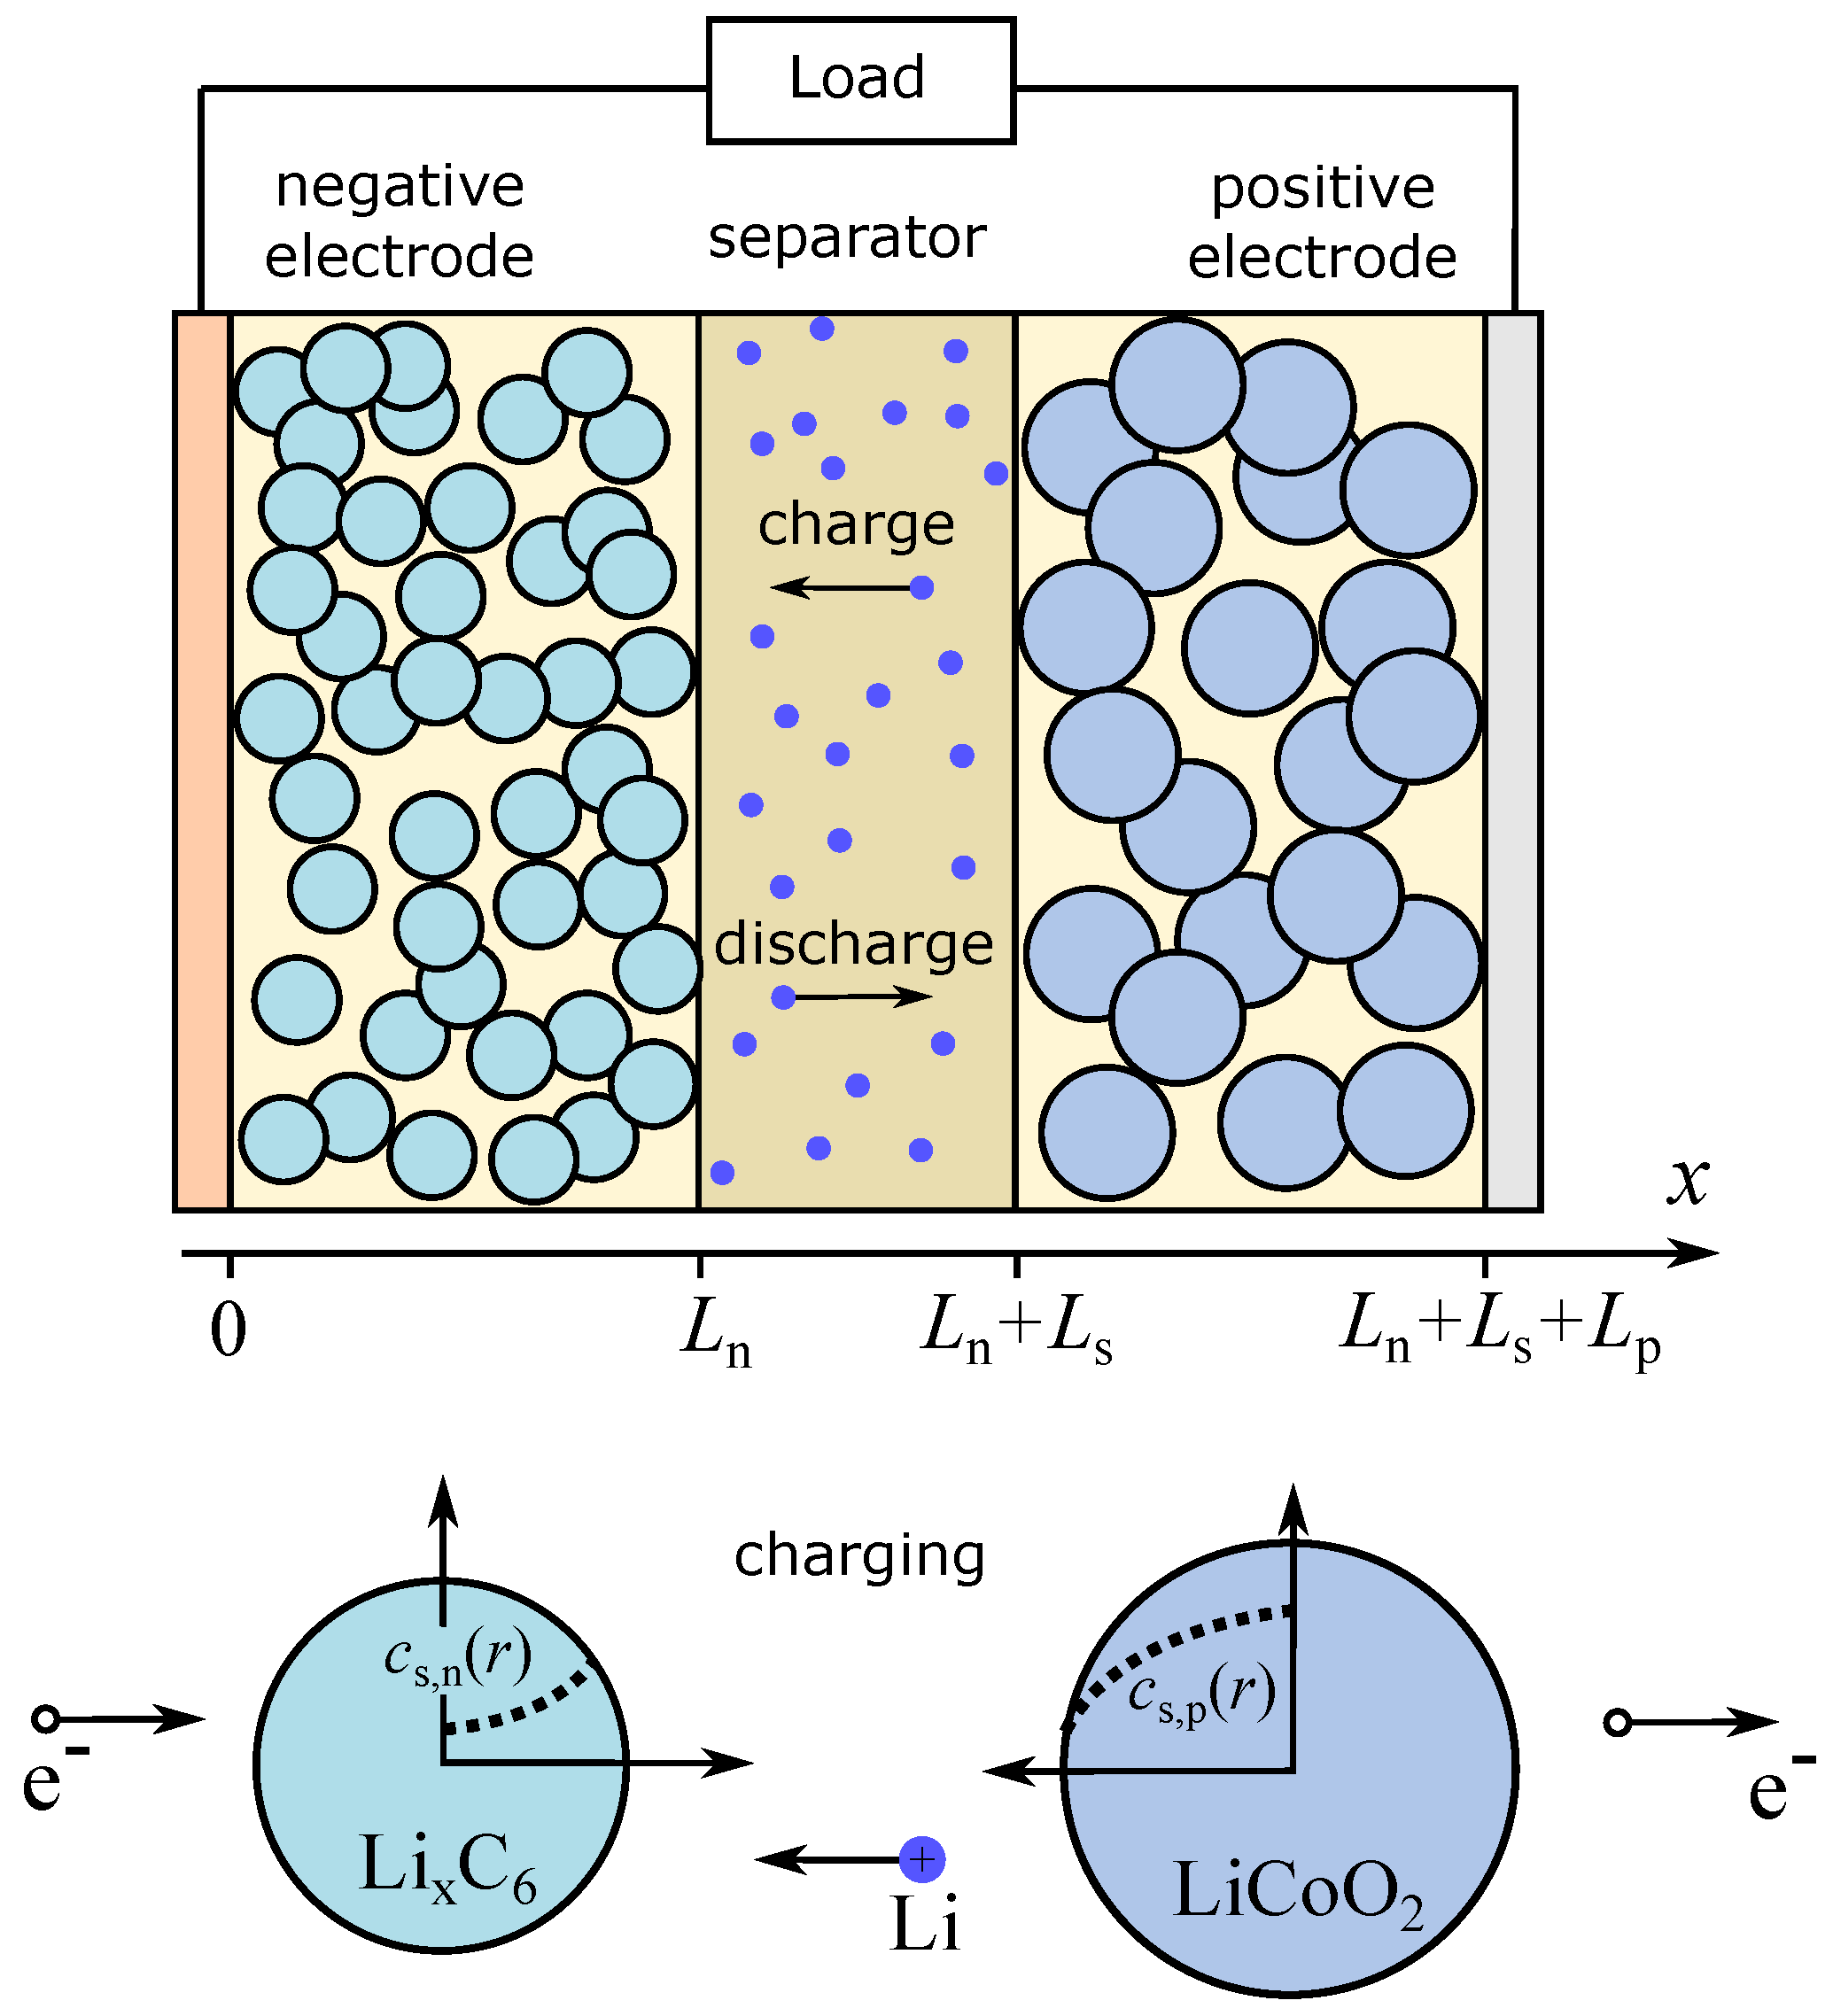 Load
negative
electrode
separator
positive
electrode
charge
discharge
x
0
Lₙ
Lₙ+Lₛ
Lₙ+Lₛ+Lₚ
charging
cₛ,ₙ(r)
cₛ,ₚ(r)
e⁻
e⁻
LiₓC₆
+
Li
LiCoO₂